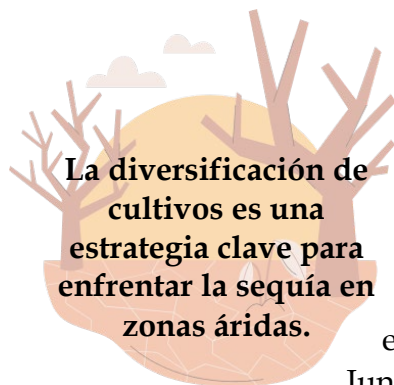 La diversificación de
cultivos es una
estrategia clave para
enfrentar la sequía en
zonas áridas.